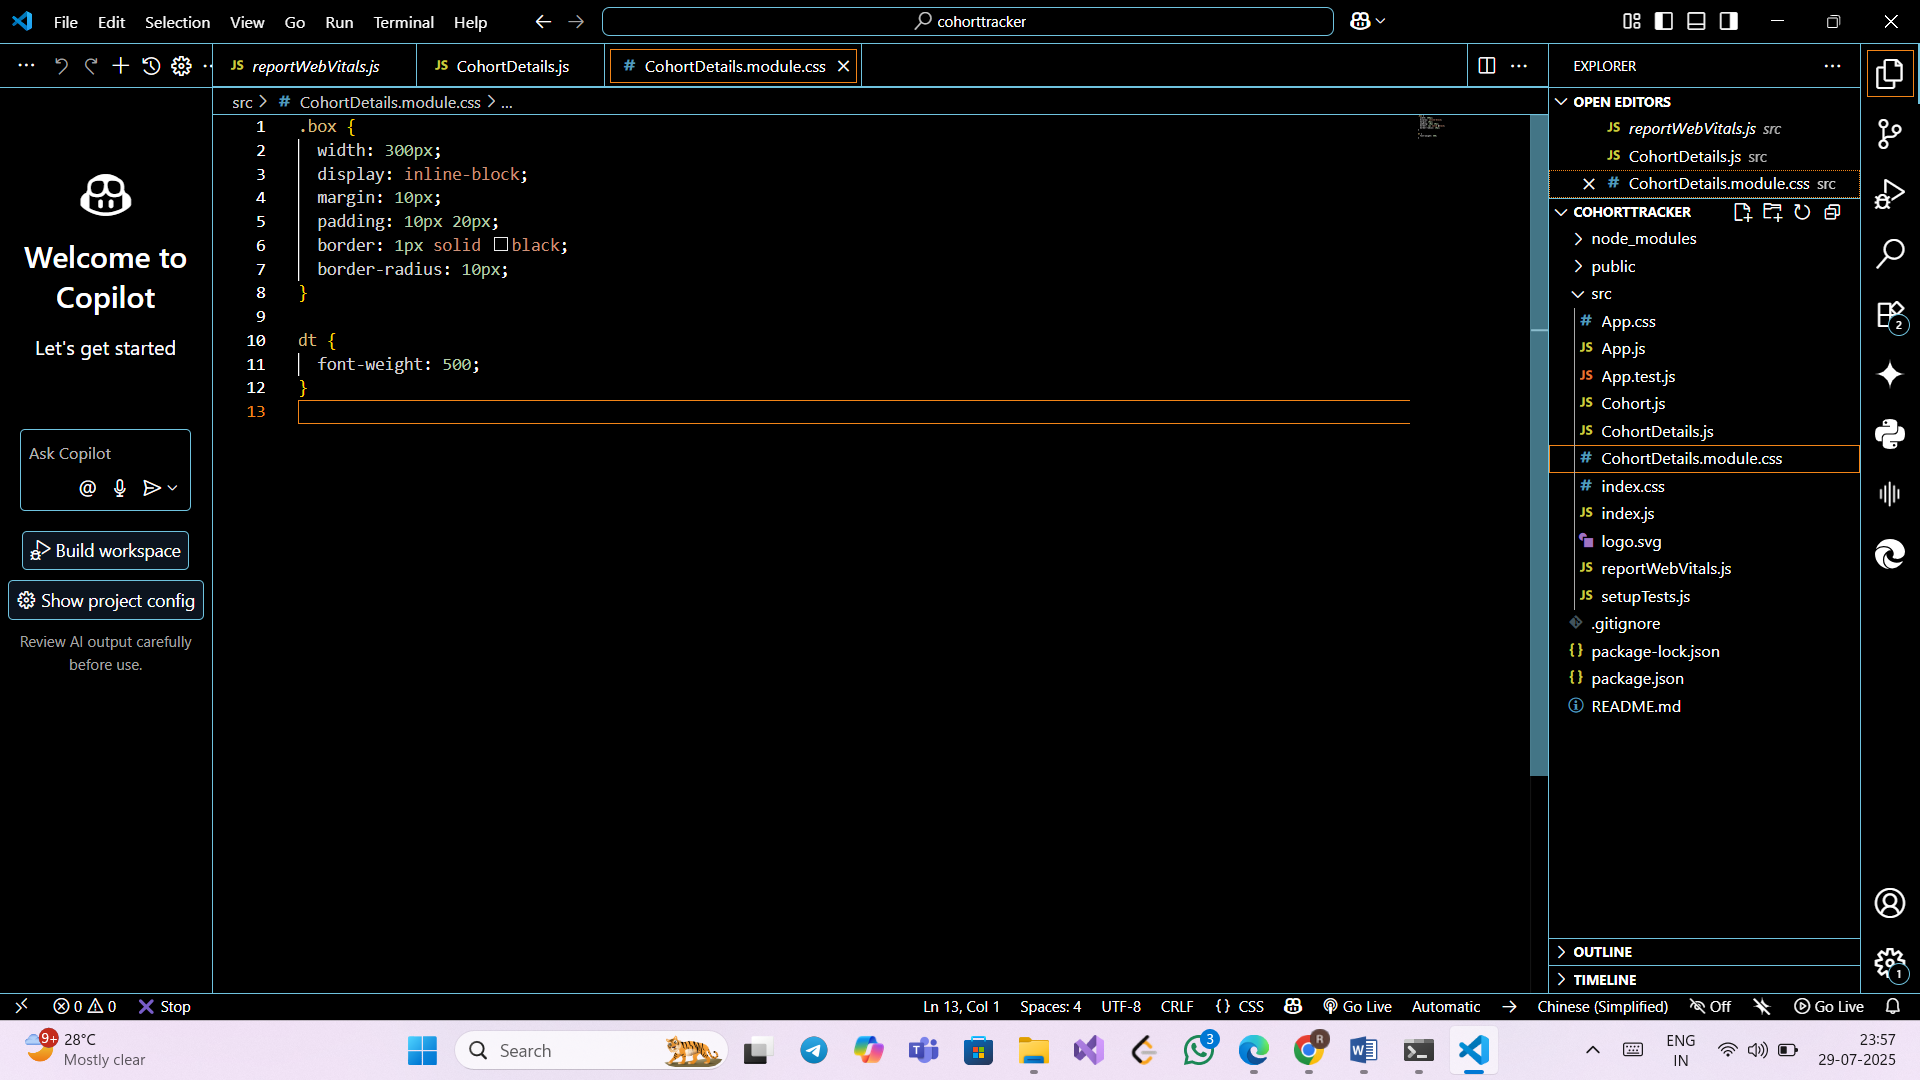 File Edit Selection View Go Run Terminal Help
cohorttracker
JS reportWebVitals.js
JS CohortDetails.js
# CohortDetails.module.css
src > # CohortDetails.module.css > ...
Welcome to
Copilot
Let's get started
Ask Copilot
Build workspace
Show project config
Review AI output carefully
before use.
1 .box {
2 width: 300px;
3 display: inline-block;
4 margin: 10px;
5 padding: 10px 20px;
6 border: 1px solid black;
7 border-radius: 10px;
8 }
9
10 dt {
11 font-weight: 500;
12 }
13
EXPLORER
OPEN EDITORS
JS reportWebVitals.js src
JS CohortDetails.js src
# CohortDetails.module.css src
COHORTTRACKER
node_modules
public
src
# App.css
JS App.js
JS App.test.js
JS Cohort.js
JS CohortDetails.js
# CohortDetails.module.css
# index.css
JS index.js
logo.svg
JS reportWebVitals.js
JS setupTests.js
.gitignore
{} package-lock.json
{} package.json
README.md
OUTLINE
TIMELINE
2
1
0 0 Stop
Ln 13, Col 1 Spaces: 4 UTF-8 CRLF {} CSS Go Live Automatic Chinese (Simplified) Off Go Live
9+
28°C
Mostly clear
Search
3
R
ENG
IN
23:57
29-07-2025